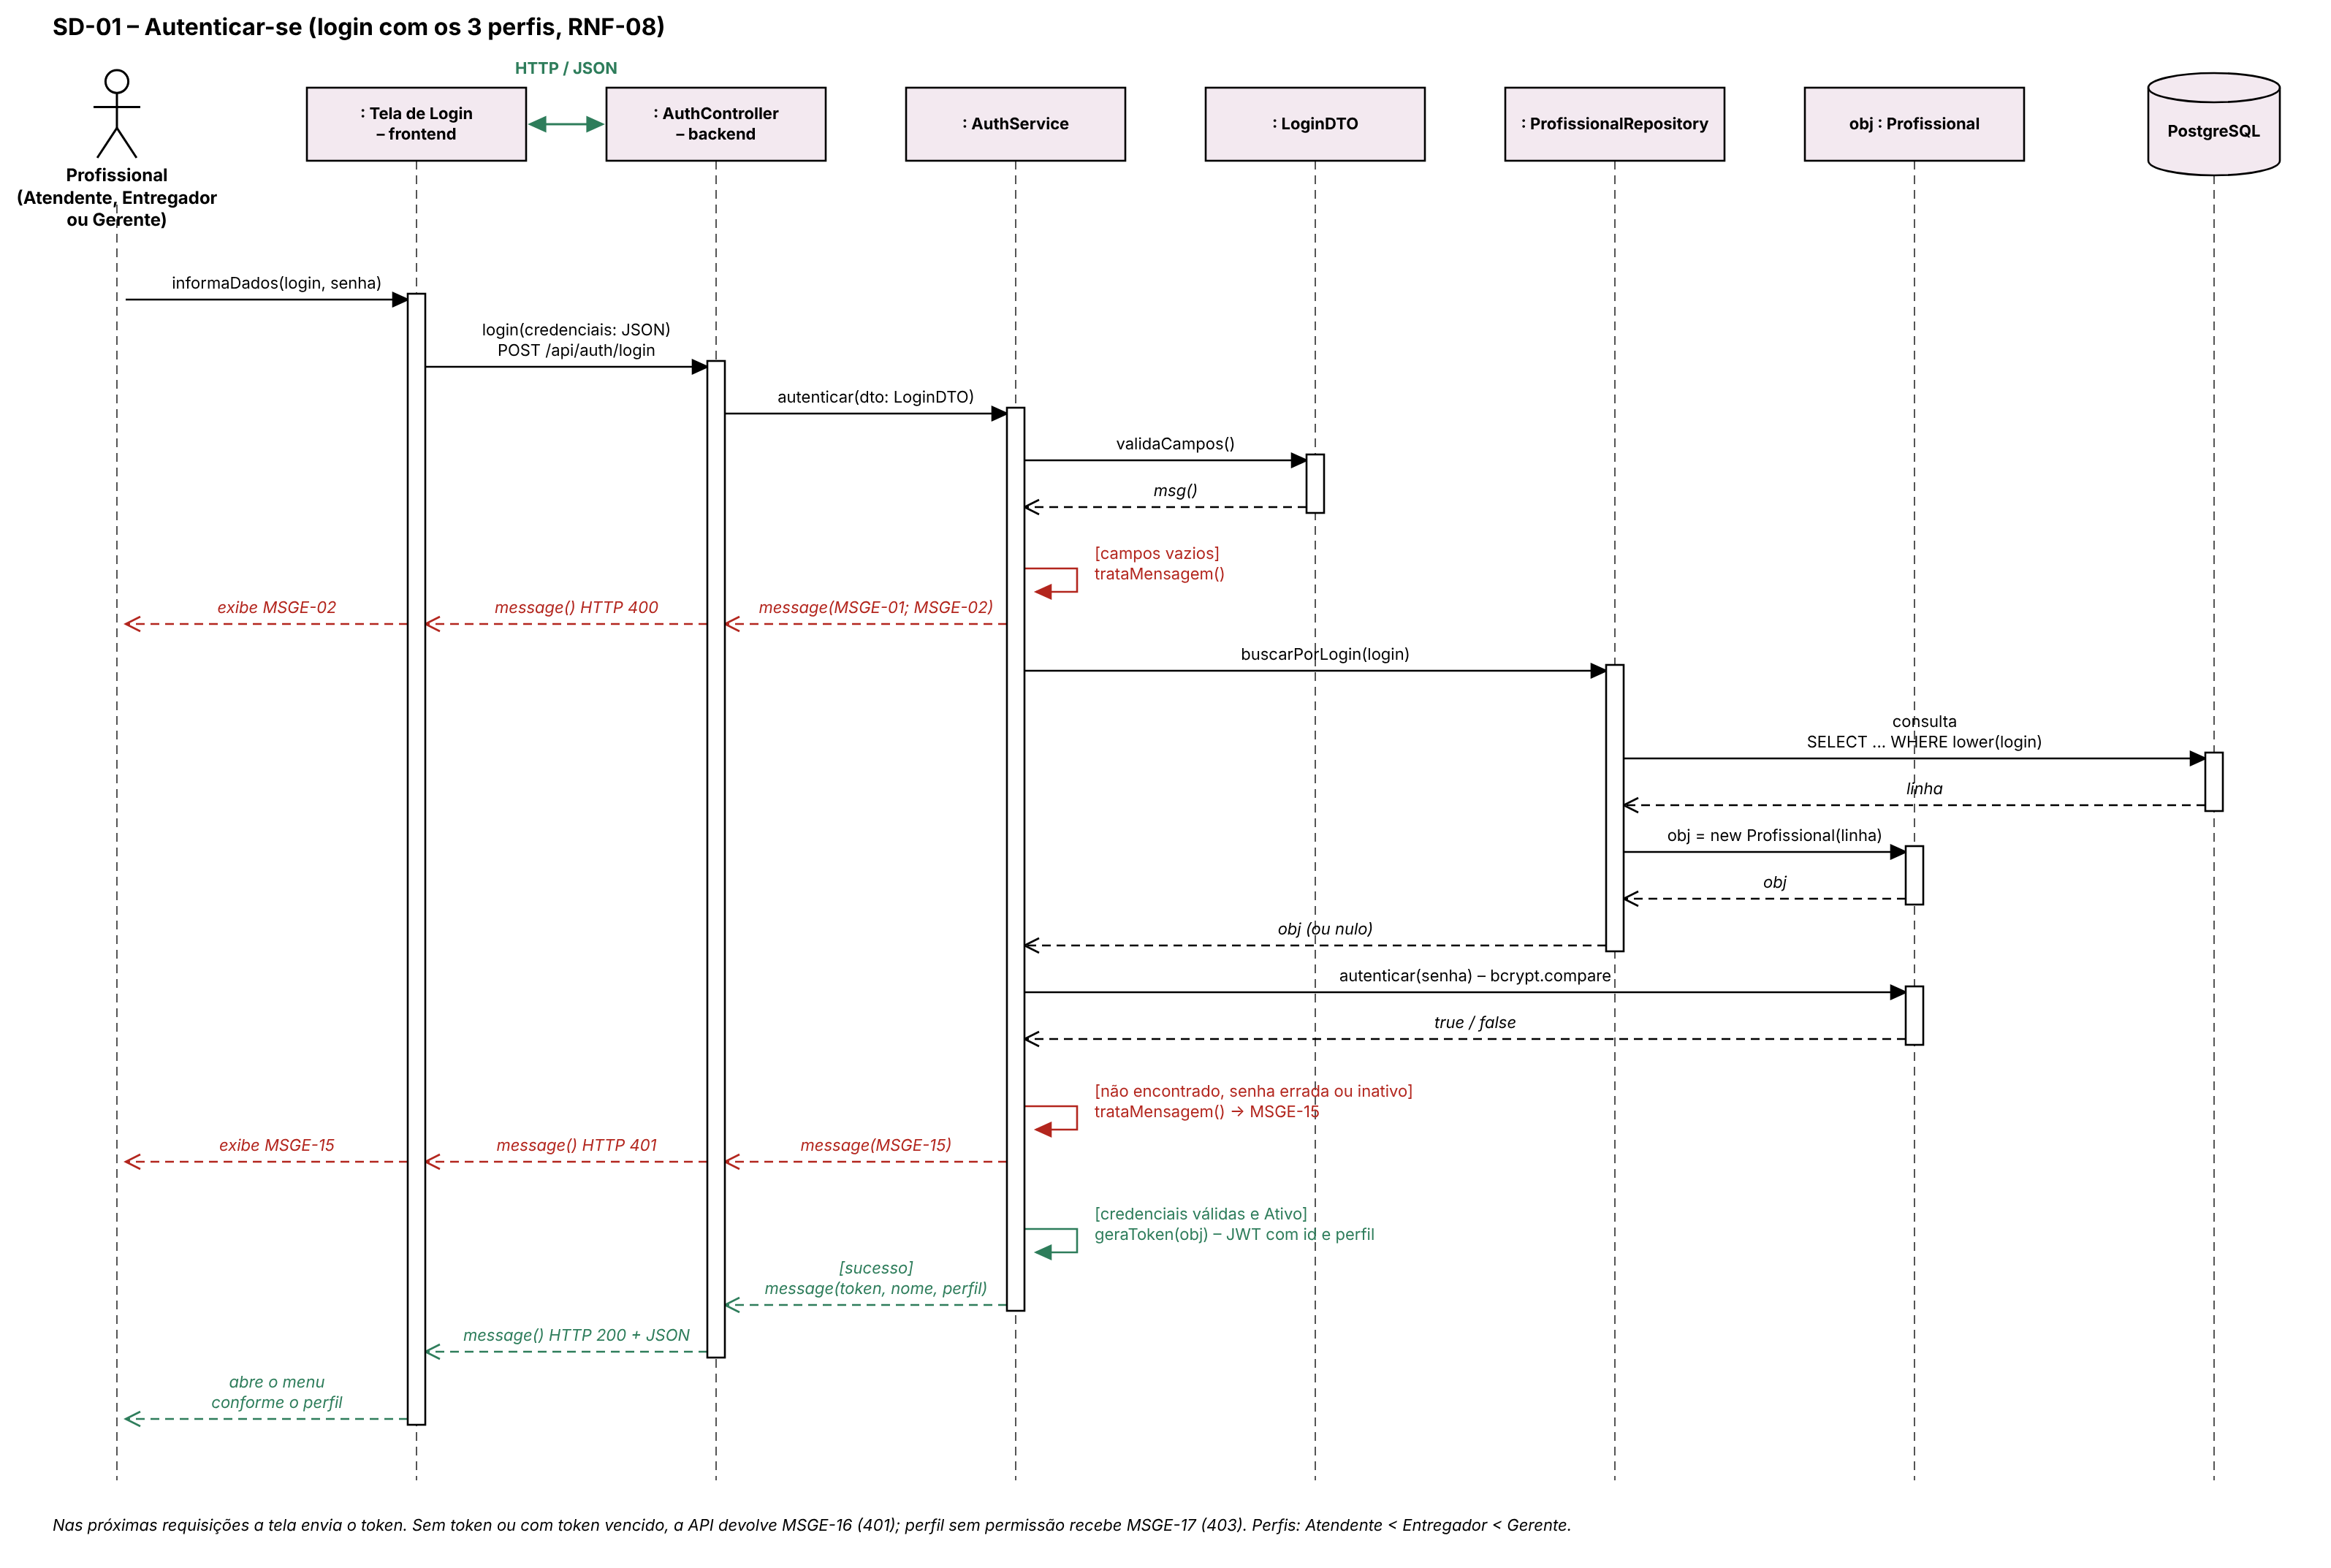 SD-01 – Autenticar-se (login com os 3 perfis, RNF-08)
HTTP / JSON
Profissional
(Atendente, Entregador
ou Gerente)
: Tela de Login
– frontend
: AuthController
– backend
: AuthService
: LoginDTO
: ProfissionalRepository
obj : Profissional
PostgreSQL
informaDados(login, senha)
login(credenciais: JSON)
POST /api/auth/login
autenticar(dto: LoginDTO)
validaCampos()
msg()
[campos vazios]
trataMensagem()
exibe MSGE-02
message() HTTP 400
message(MSGE-01; MSGE-02)
buscarPorLogin(login)
consulta
SELECT ... WHERE lower(login)
linha
obj = new Profissional(linha)
obj
obj (ou nulo)
autenticar(senha) – bcrypt.compare
true / false
[não encontrado, senha errada ou inativo]
trataMensagem() → MSGE-15
exibe MSGE-15
message() HTTP 401
message(MSGE-15)
[credenciais válidas e Ativo]
geraToken(obj) – JWT com id e perfil
[sucesso]
message(token, nome, perfil)
message() HTTP 200 + JSON
abre o menu
conforme o perfil
Nas próximas requisições a tela envia o token. Sem token ou com token vencido, a API devolve MSGE-16 (401); perfil sem permissão recebe MSGE-17 (403). Perfis: Atendente < Entregador < Gerente.